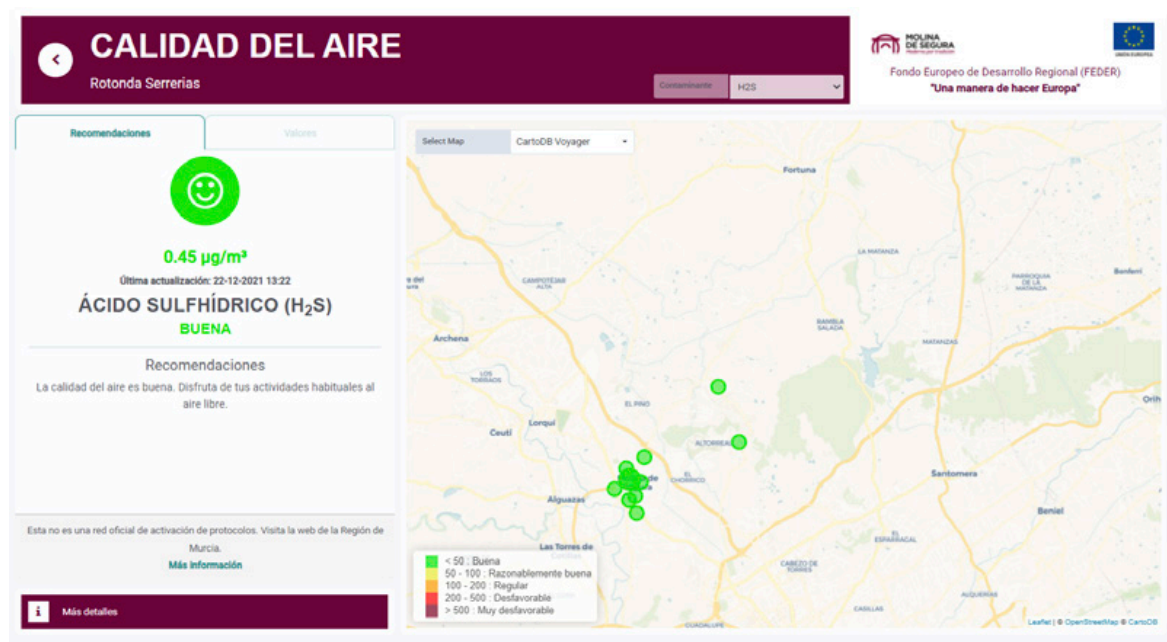 CALIDAD DEL AIRE
Rotonda Serrerias
Contaminante
H2S
MOLINA
DE SEGURA
UNIÓN EUROPEA
Fondo Europeo de Desarrollo Regional (FEDER)
"Una manera de hacer Europa"
Recomendaciones
Valores
0.45 µg/m³
Última actualización: 22-12-2021 13:22
ÁCIDO SULFHÍDRICO (H₂S)
BUENA
Recomendaciones
La calidad del aire es buena. Disfruta de tus actividades habituales al
aire libre.
Esta no es una red oficial de activación de protocolos. Visita la web de la Región de
Murcia.
Más información
Más detalles
Select Map
CartoDB Voyager
Fortuna
LA MATANZA
CAMPOTÉJAR
ALTA
PARROQUIA
DE LA
MATANZA
Benferri
RAMBLA
SALADA
Archena
MATANZAS
LOS
TORRAOS
EL PINO
Orih
Lorquí
Ceutí
ALTORREAL
EL
CHORRICO
Santomera
Alguazas
Beniel
EL
ESPARRAGAL
Las Torres de
CABEZO DE
TORRES
ALQUERÍAS
CASILLAS
GUADALUPE
< 50 : Buena
50 - 100 : Razonablemente buena
100 - 200 : Regular
200 - 500 : Desfavorable
> 500 : Muy desfavorable
Leaflet | © OpenStreetMap © CartoDB